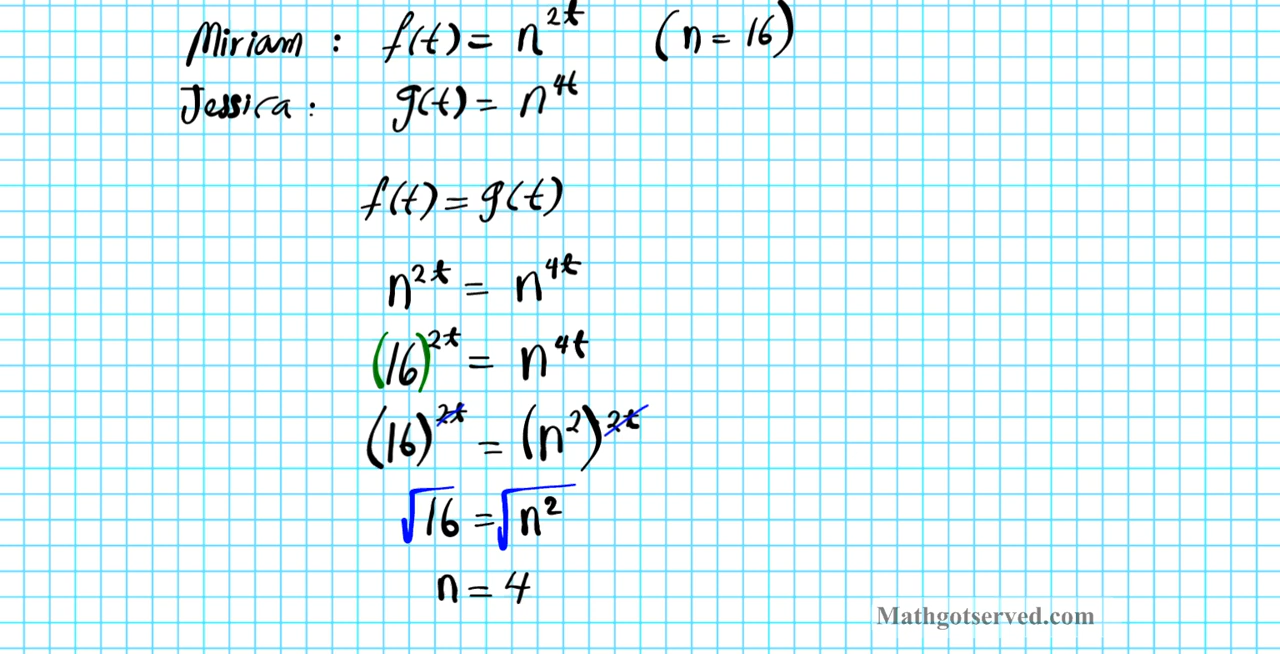 Miriam : f(t) = n^2t (n = 16)
Jessica : g(t) = n^4t
f(t) = g(t)
n^2t = n^4t
(16)^2t = n^4t
(16)^2t = (n^2)^2t
√16 = √n^2
n = 4
Mathgotserved.com